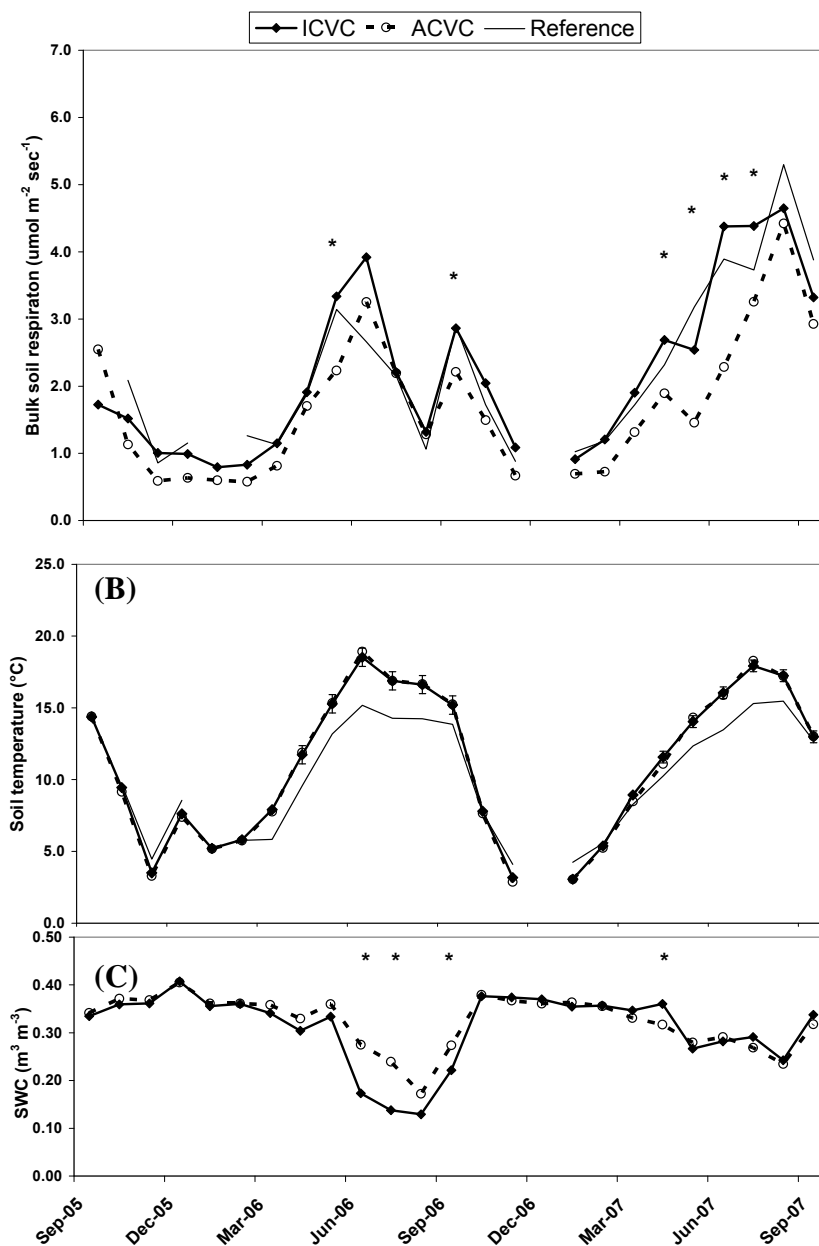 ICVC ACVC Reference
Bulk soil respiraton (umol m⁻² sec⁻¹)
7.0
6.0
5.0
4.0
3.0
2.0
1.0
0.0
* * * * * *
(B)
Soil temperature (°C)
25.0
20.0
15.0
10.0
5.0
0.0
(C)
SWC (m³ m⁻³)
0.50
0.40
0.30
0.20
0.10
0.00
* * * *
Sep-05 Dec-05 Mar-06 Jun-06 Sep-06 Dec-06 Mar-07 Jun-07 Sep-07